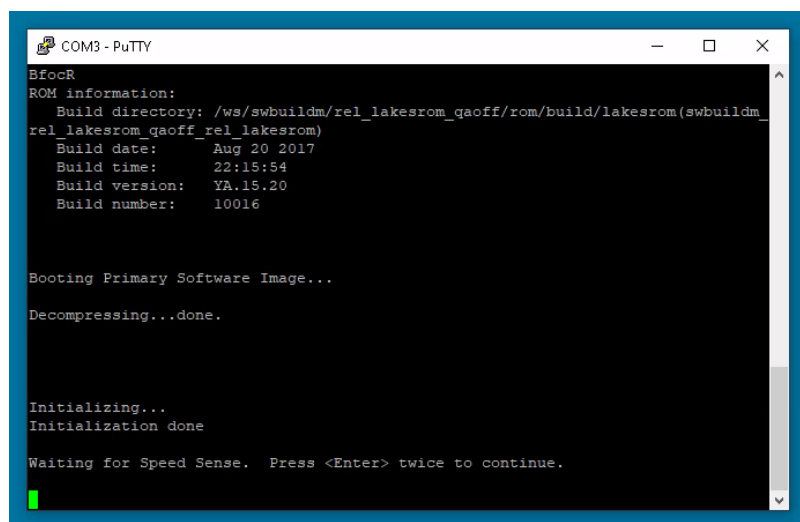 COM3 - PuTTY
BfocR
ROM information:
   Build directory: /ws/swbuildm/rel_lakesrom_qaoff/rom/build/lakesrom(swbuildm_
rel_lakesrom_qaoff_rel_lakesrom)
   Build date:      Aug 20 2017
   Build time:      22:15:54
   Build version:   YA.15.20
   Build number:    10016
Booting Primary Software Image...
Decompressing...done.
Initializing...
Initialization done
Waiting for Speed Sense.  Press <Enter> twice to continue.